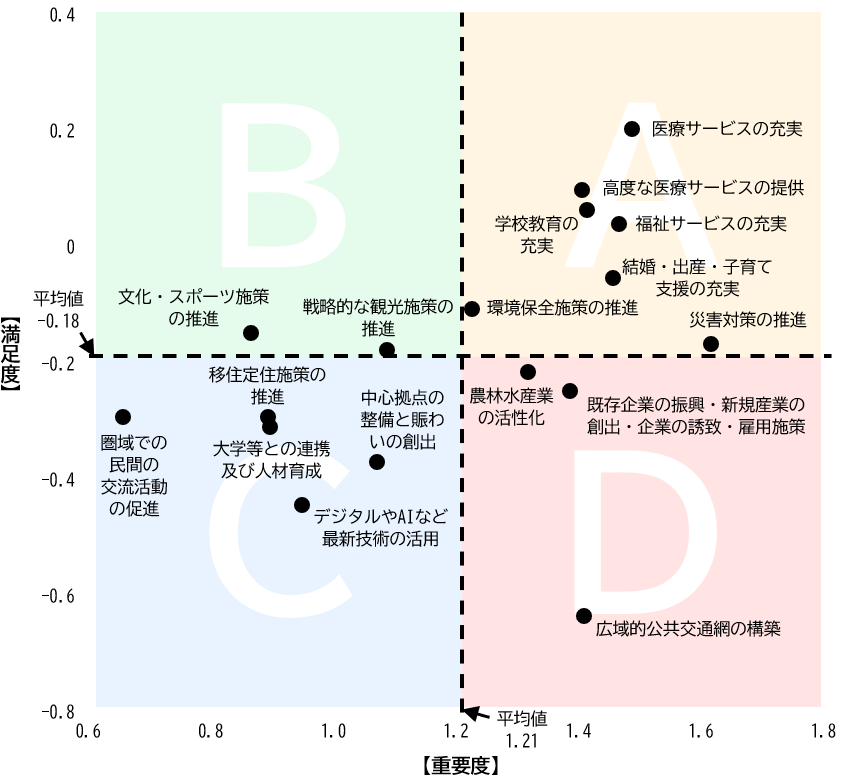 0.4
0.2
0
平均値
-0.18
-0.2
-0.4
-0.6
-0.8
【満足度】
B
A
C
D
医療サービスの充実
高度な医療サービスの提供
学校教育の
充実
福祉サービスの充実
結婚・出産・子育て
支援の充実
環境保全施策の推進
災害対策の推進
文化・スポーツ施策
の推進
戦略的な観光施策の
推進
移住定住施策の
推進
中心拠点の
整備と賑わ
いの創出
圏域での
民間の
交流活動
の促進
大学等との連携
及び人材育成
デジタルやAIなど
最新技術の活用
農林水産業
の活性化
既存企業の振興・新規産業の
創出・企業の誘致・雇用施策
広域的公共交通網の構築
0.6
0.8
1.0
1.2
平均値
1.21
1.4
1.6
1.8
【重要度】